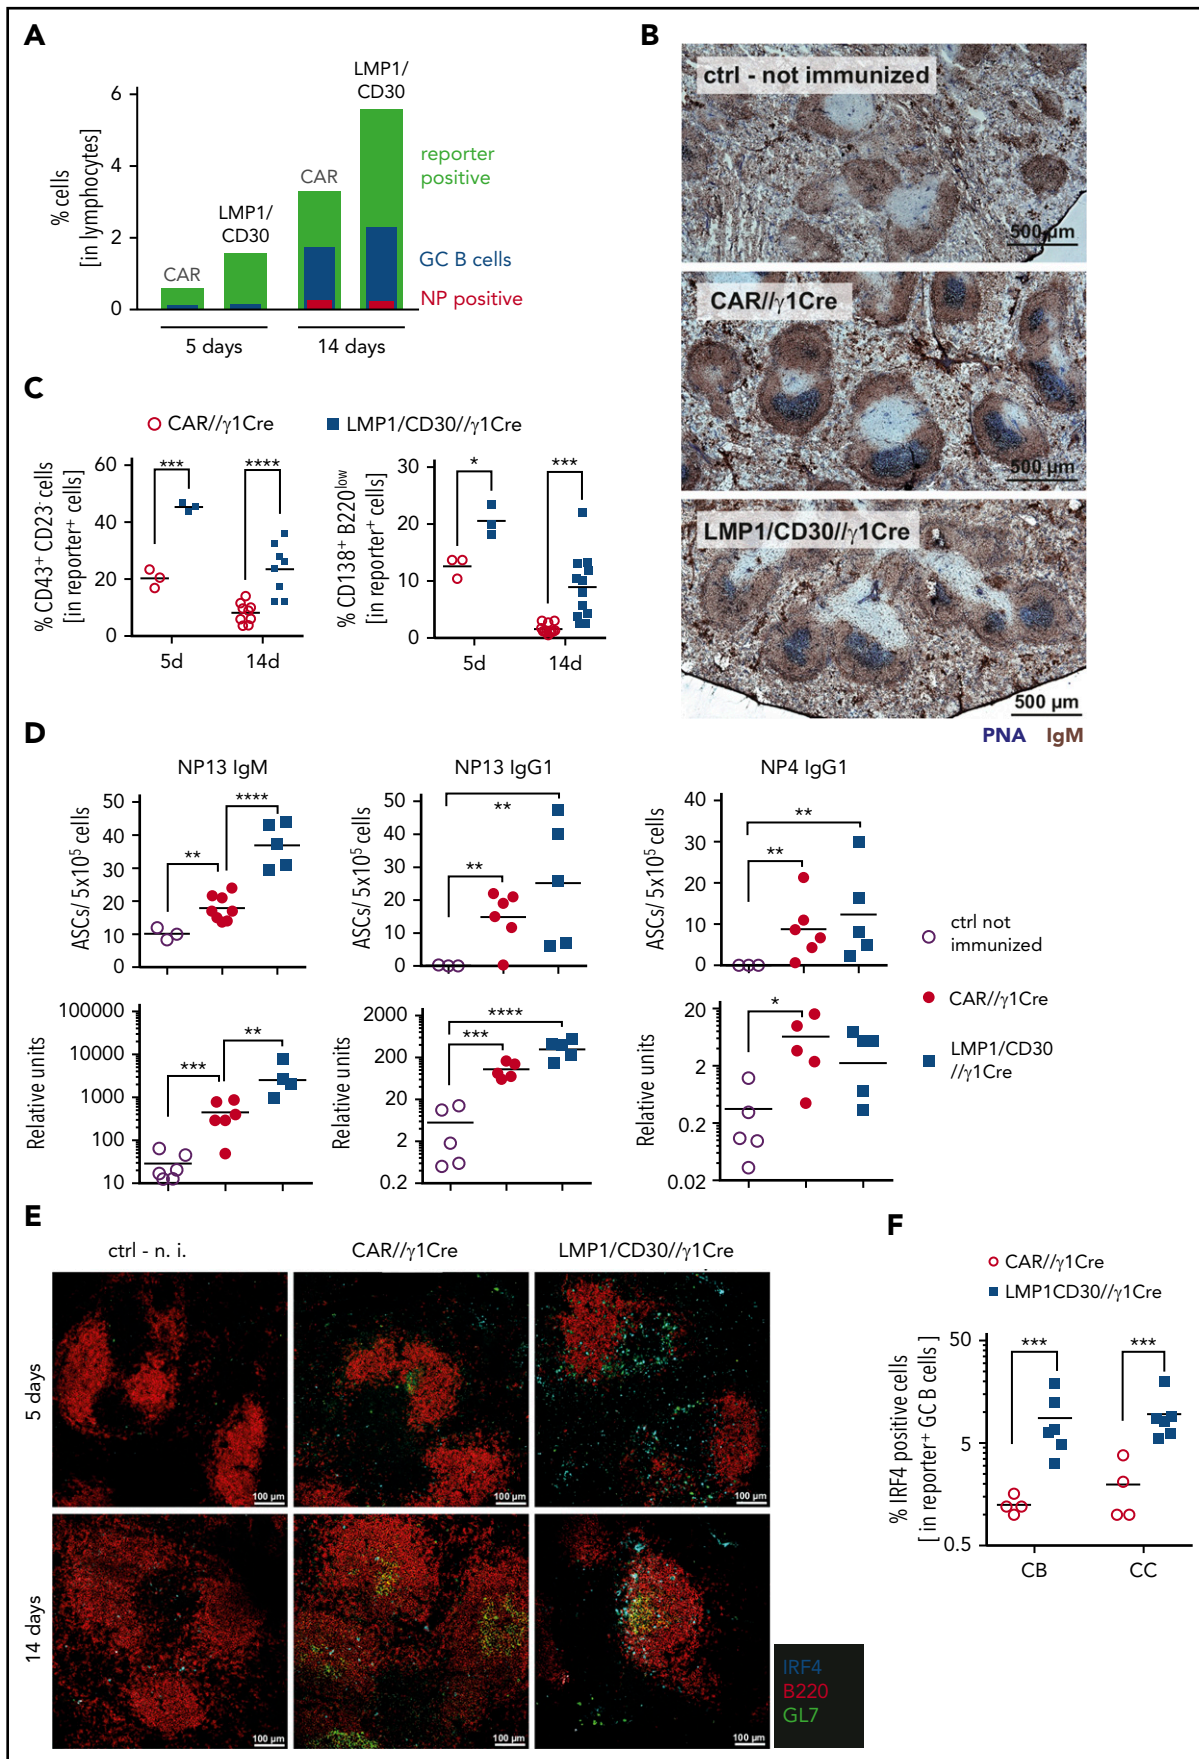 A
6
4
2
0
% cells
[in lymphocytes]
CAR
LMP1/
CD30
CAR
LMP1/
CD30
reporter
positive
GC B cells
NP positive
5 days
14 days
B
ctrl - not immunized
500 µm
CAR//γ1Cre
500 µm
LMP1/CD30//γ1Cre
500 µm
PNA IgM
C
CAR//γ1Cre
LMP1/CD30//γ1Cre
% CD43+ CD23- cells
[in reporter+ cells]
60
40
20
0
***
****
5d
14d
% CD138+ B220low
[in reporter+ cells]
30
20
10
0
*
***
5d
14d
D
NP13 IgM
ASCs/ 5x10⁵ cells
50
40
30
20
10
0
**
****
NP13 IgG1
ASCs/ 5x10⁵ cells
50
40
30
20
10
0
**
**
NP4 IgG1
ASCs/ 5x10⁵ cells
40
30
20
10
0
**
**
Relative units
100000
10000
1000
100
10
***
**
Relative units
2000
200
20
2
0.2
***
****
Relative units
20
2
0.2
0.02
*
ctrl not
immunized
CAR//γ1Cre
LMP1/CD30
//γ1Cre
E
ctrl - n. i.
CAR//γ1Cre
LMP1/CD30//γ1Cre
5 days
100 µm
100 µm
100 µm
14 days
100 µm
100 µm
100 µm
IRF4
B220
GL7
F
CAR//γ1Cre
LMP1CD30//γ1Cre
% IRF4 positive cells
[ in reporter+ GC B cells ]
50
5
0.5
***
***
CB
CC